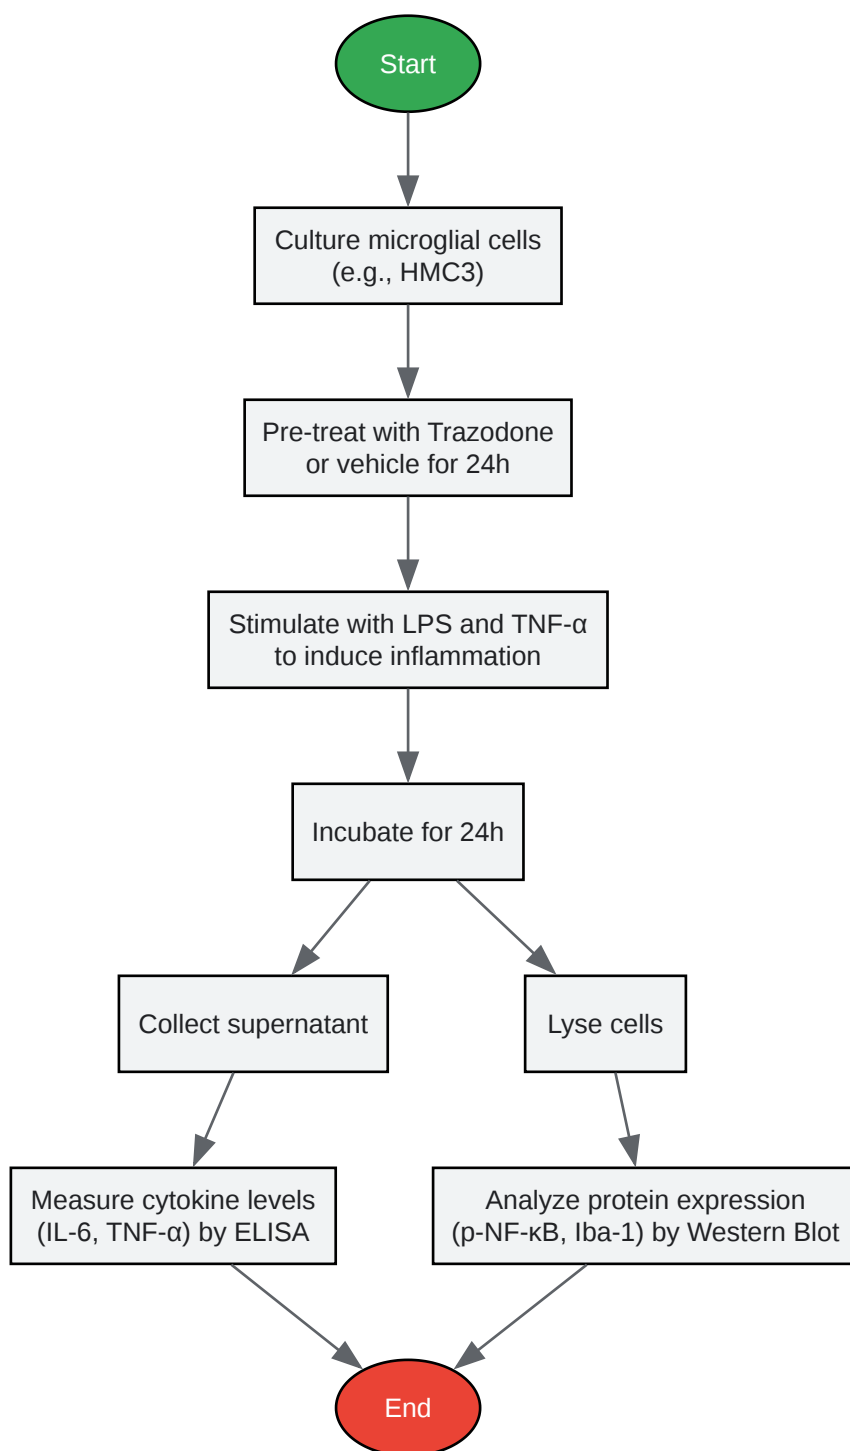 Start
Culture microglial cells
(e.g., HMC3)
Pre-treat with Trazodone
or vehicle for 24h
Stimulate with LPS and TNF-α
to induce inflammation
Incubate for 24h
Collect supernatant
Lyse cells
Measure cytokine levels
(IL-6, TNF-α) by ELISA
Analyze protein expression
(p-NF-κB, Iba-1) by Western Blot
End